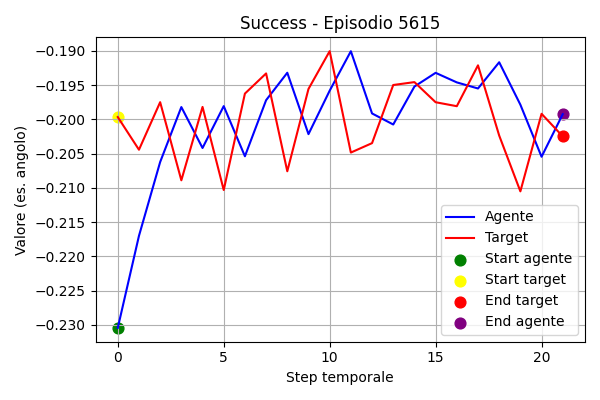 Success - Episodio 5615
Valore (es. angolo)
−0.190
−0.195
−0.200
−0.205
−0.210
−0.215
−0.220
−0.225
−0.230
0
5
10
15
20
Step temporale
Agente
Target
Start agente
Start target
End target
End agente